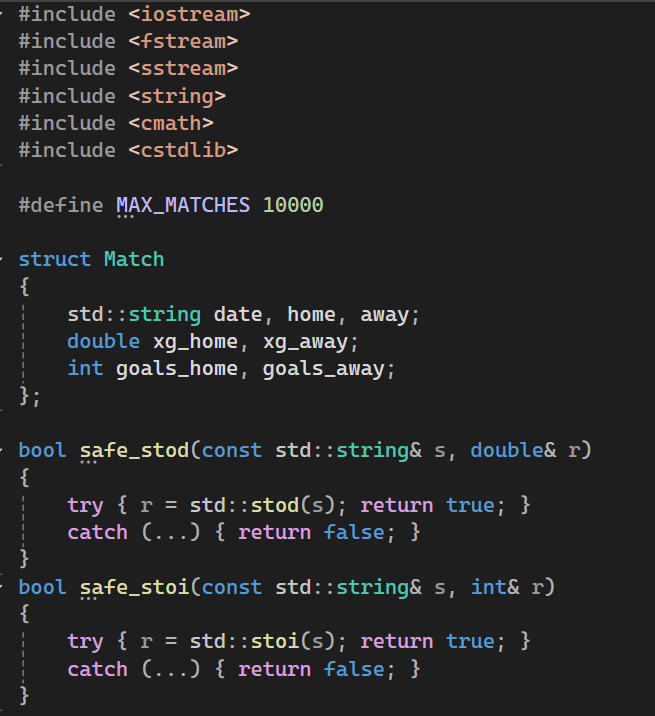 #include <iostream>
#include <fstream>
#include <sstream>
#include <string>
#include <cmath>
#include <cstdlib>
#define MAX_MATCHES 10000
struct Match
{
    std::string date, home, away;
    double xg_home, xg_away;
    int goals_home, goals_away;
};
bool safe_stod(const std::string& s, double& r)
{
    try { r = std::stod(s); return true; }
    catch (...) { return false; }
}
bool safe_stoi(const std::string& s, int& r)
{
    try { r = std::stoi(s); return true; }
    catch (...) { return false; }
}